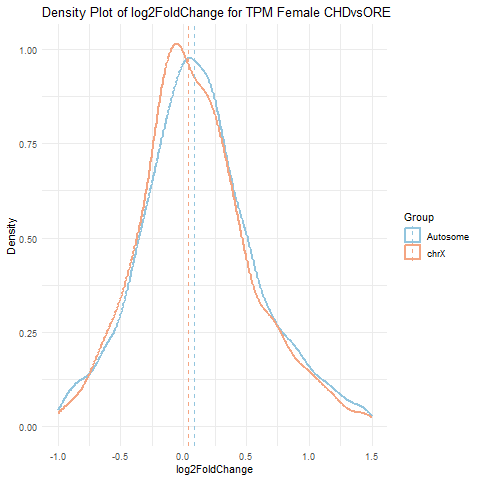 Density Plot of log2FoldChange for TPM Female CHDvsORE
1.00
0.75
0.50
0.25
0.00
Density
-1.0
-0.5
0.0
0.5
1.0
1.5
log2FoldChange
Group
Autosome
chrX